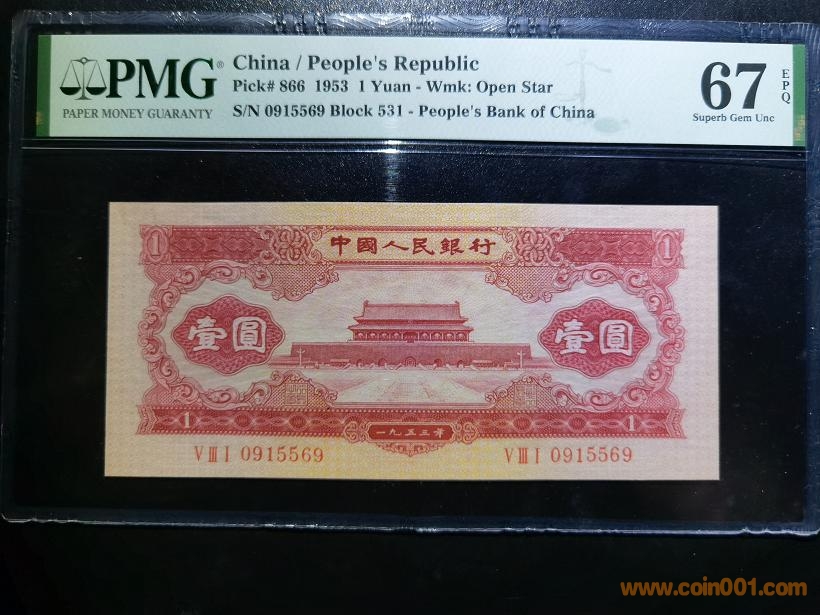 PMG®
PAPER MONEY GUARANTY
China / People's Republic
Pick# 866 1953 1 Yuan - Wmk: Open Star
S/N 0915569 Block 531 - People's Bank of China
67
EPQ
Superb Gem Unc
1
中國人民銀行
1
壹圓
壹圓
1
一九五三年
1
V III I 0915569
V III I 0915569
www.coin001.com